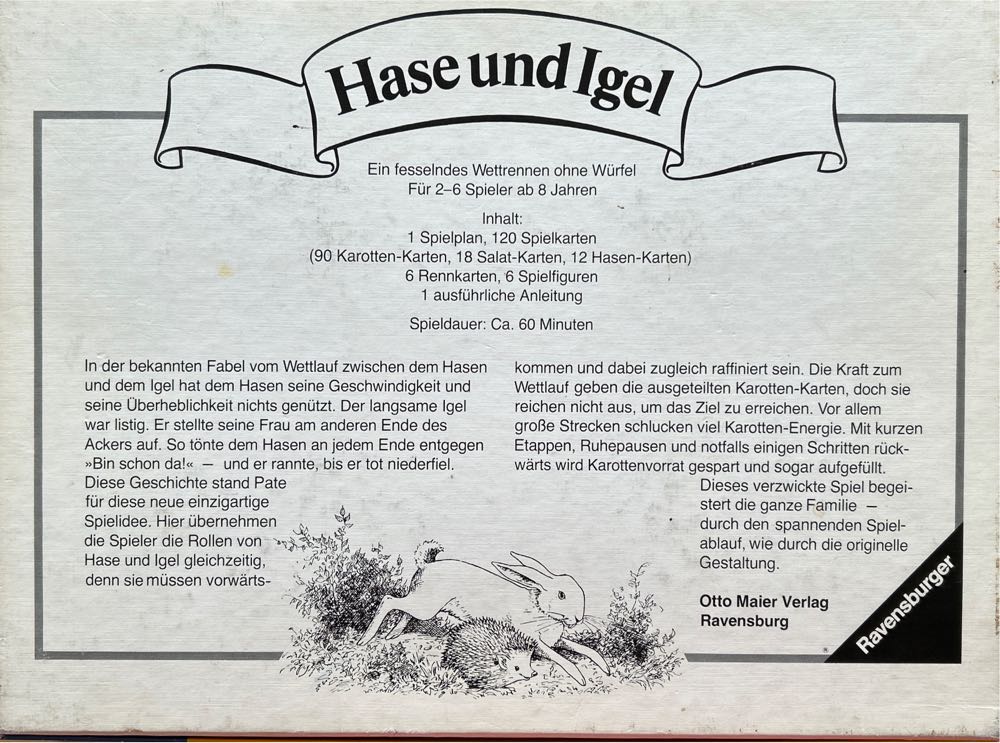 Hase und Igel
Ein fesselndes Wettrennen ohne Würfel
Für 2–6 Spieler ab 8 Jahren
Inhalt:
1 Spielplan, 120 Spielkarten
(90 Karotten-Karten, 18 Salat-Karten, 12 Hasen-Karten)
6 Rennkarten, 6 Spielfiguren
1 ausführliche Anleitung
Spieldauer: Ca. 60 Minuten
In der bekannten Fabel vom Wettlauf zwischen dem Hasen
und dem Igel hat dem Hasen seine Geschwindigkeit und
seine Überheblichkeit nichts genützt. Der langsame Igel
war listig. Er stellte seine Frau am anderen Ende des
Ackers auf. So tönte dem Hasen an jedem Ende entgegen
»Bin schon da!« — und er rannte, bis er tot niederfiel.
Diese Geschichte stand Pate
für diese neue einzigartige
Spielidee. Hier übernehmen
die Spieler die Rollen von
Hase und Igel gleichzeitig,
denn sie müssen vorwärts-
kommen und dabei zugleich raffiniert sein. Die Kraft zum
Wettlauf geben die ausgeteilten Karotten-Karten, doch sie
reichen nicht aus, um das Ziel zu erreichen. Vor allem
große Strecken schlucken viel Karotten-Energie. Mit kurzen
Etappen, Ruhepausen und notfalls einigen Schritten rück-
wärts wird Karottenvorrat gespart und sogar aufgefüllt.
Dieses verzwickte Spiel begei-
stert die ganze Familie —
durch den spannenden Spiel-
ablauf, wie durch die originelle
Gestaltung.
Otto Maier Verlag
Ravensburg
Ravensburger
®